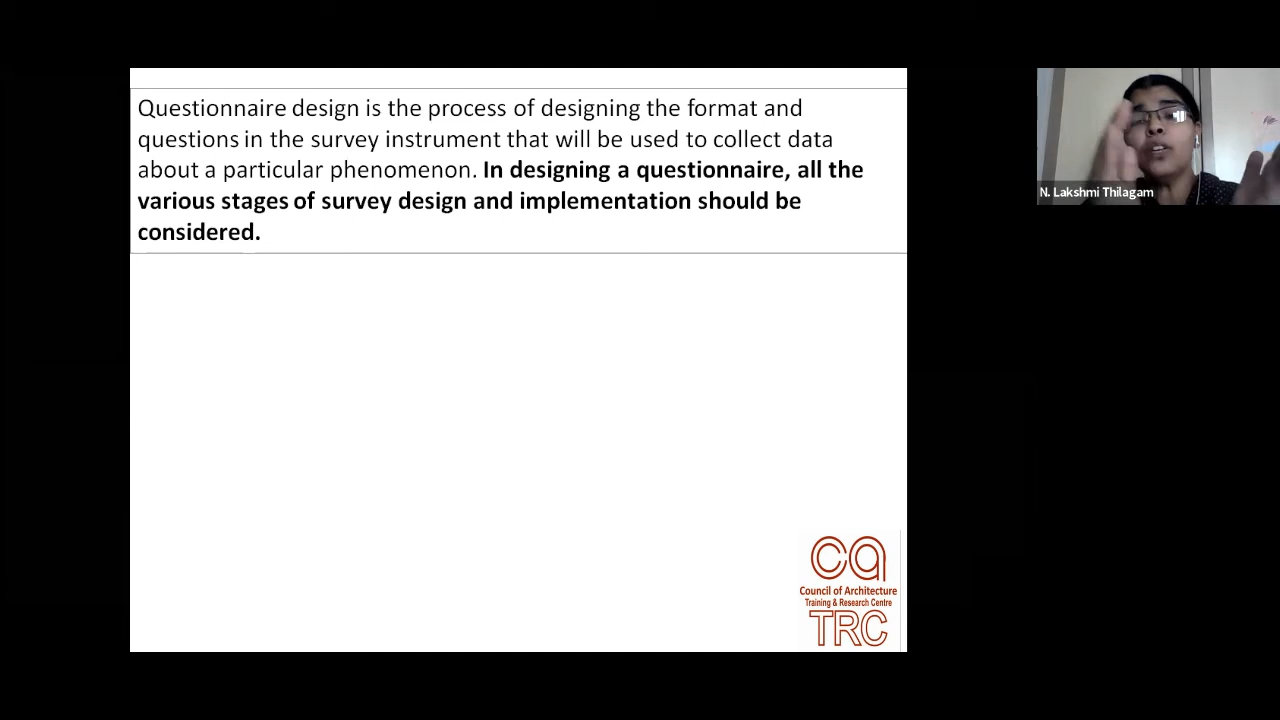 Questionnaire design is the process of designing the format and
questions in the survey instrument that will be used to collect data
about a particular phenomenon. In designing a questionnaire, all the
various stages of survey design and implementation should be
considered.
N. Lakshmi Thilagam
ca
Council of Architecture
Training & Research Centre
TRC